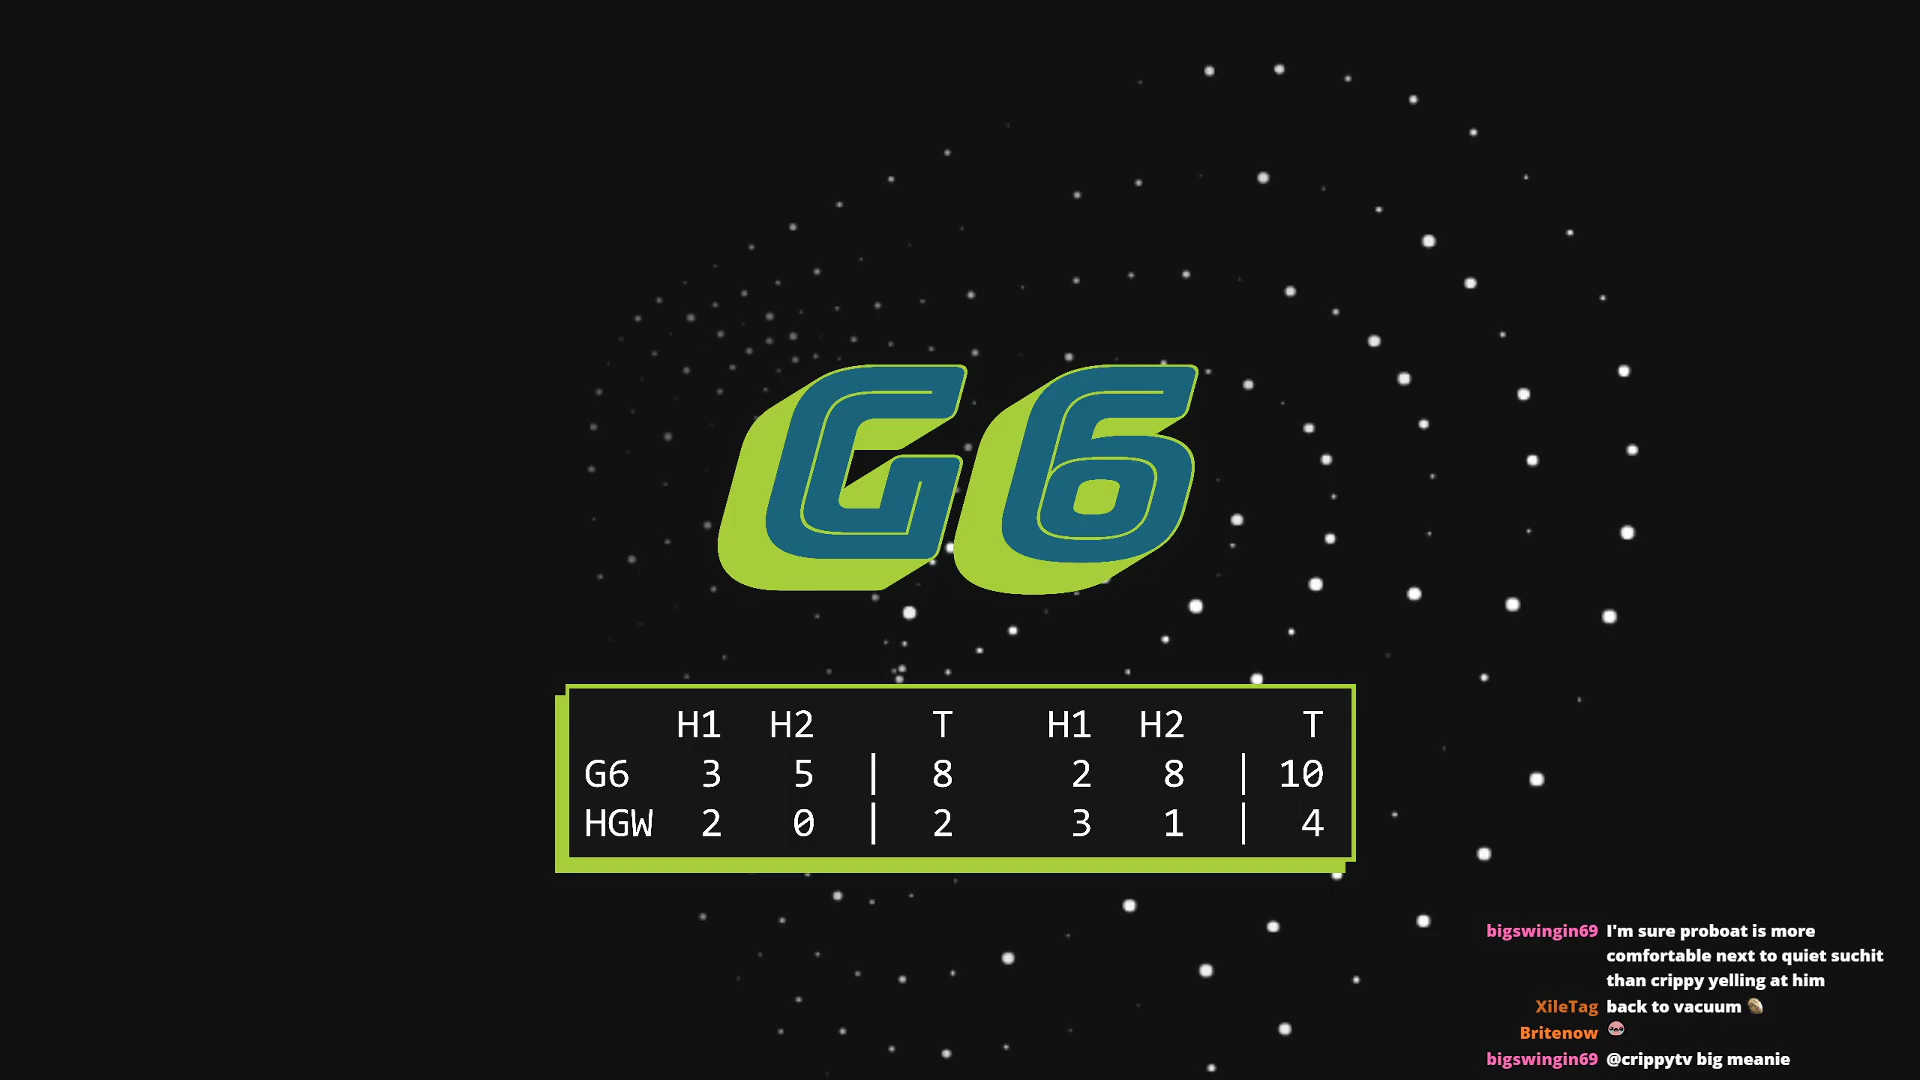 G6
H1 H2 T H1 H2 T
G6 3 5 | 8 2 8 | 10
HGW 2 0 | 2 3 1 | 4
bigswingin69 I'm sure proboat is more
comfortable next to quiet suchit
than crippy yelling at him
XileTag back to vacuum
Britenow
bigswingin69 @crippytv big meanie